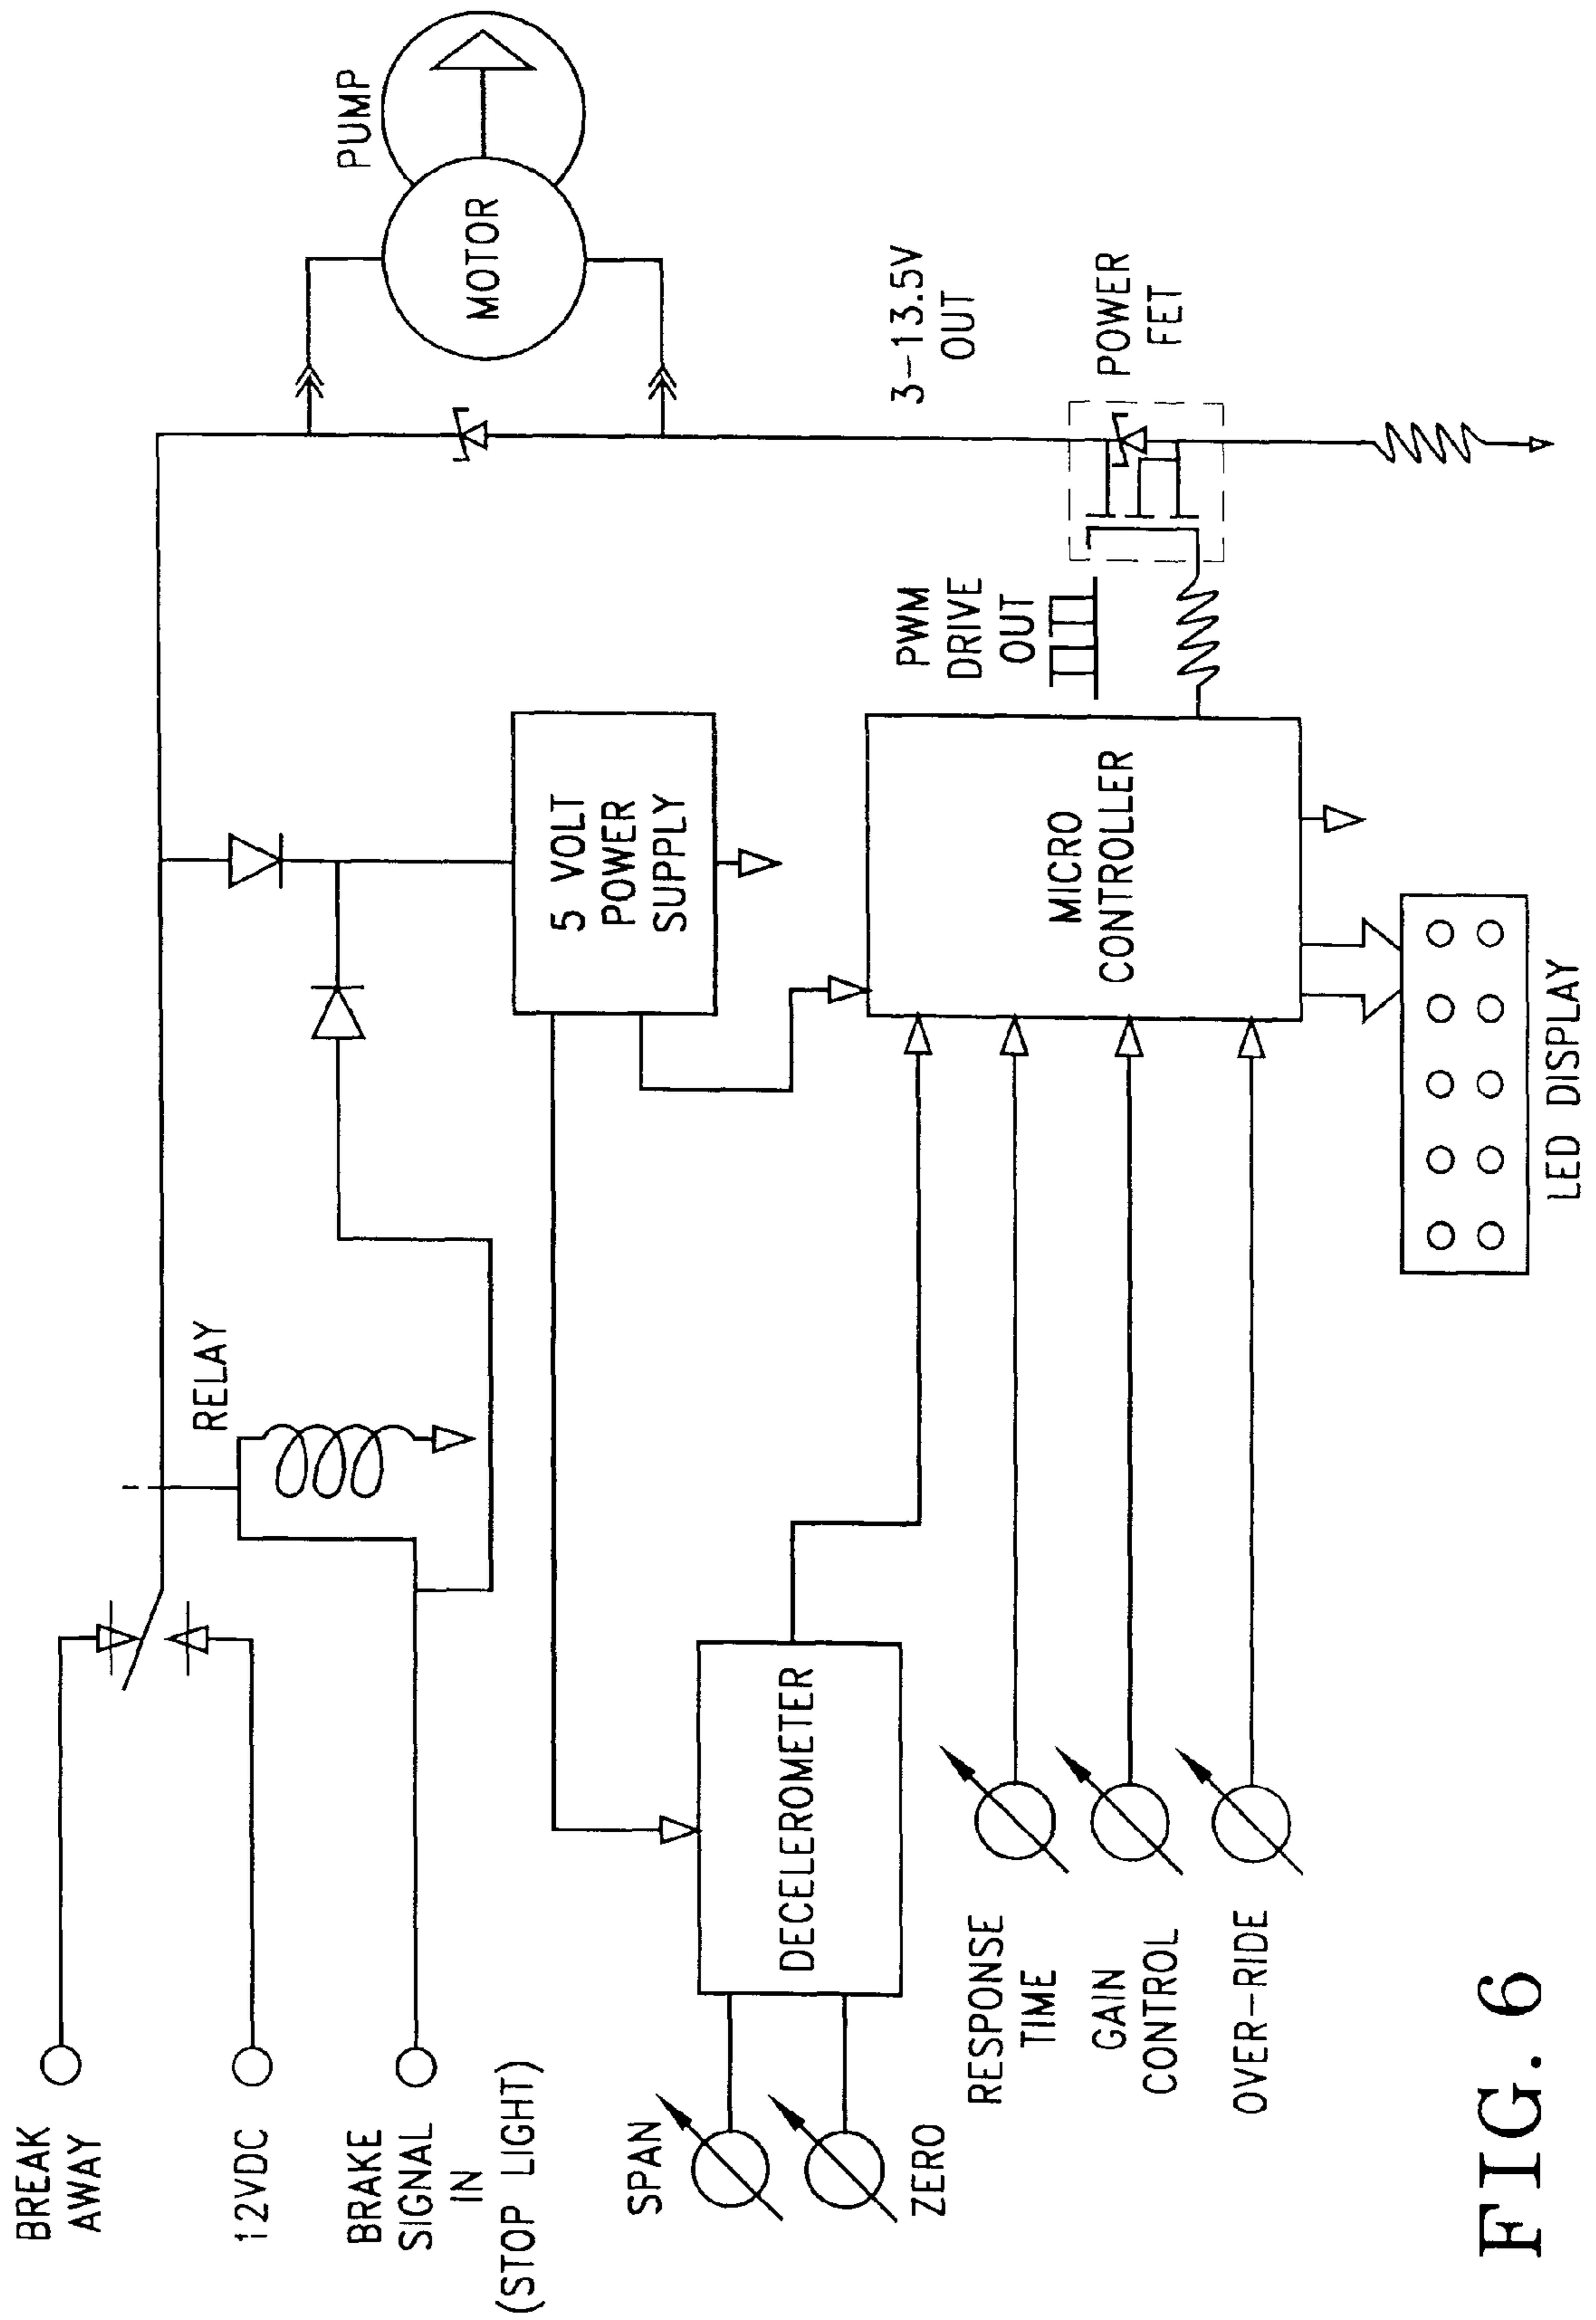 BREAK
AWAY
12VDC
BRAKE
SIGNAL
IN
(STOP LIGHT)
RELAY
PUMP
MOTOR
5 VOLT
POWER
SUPPLY
SPAN
ZERO
DECELEROMETER
RESPONSE
TIME
GAIN
CONTROL
OVER-RIDE
MICRO
CONTROLLER
PWM
DRIVE
OUT
3-13.5V
OUT
POWER
FET
LED DISPLAY
FIG. 6